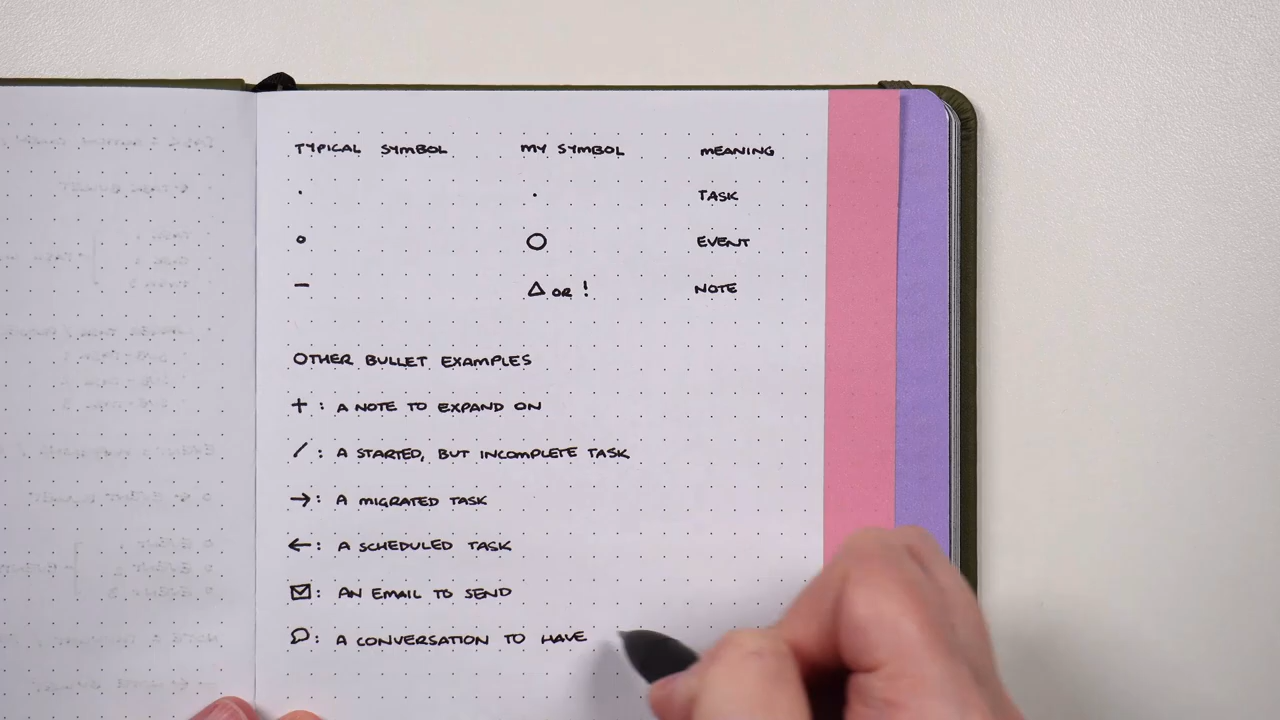 TYPICAL SYMBOL MY SYMBOL MEANING
· · TASK
o O EVENT
– △ OR ! NOTE
OTHER BULLET EXAMPLES
+ : A NOTE TO EXPAND ON
/ : A STARTED, BUT INCOMPLETE TASK
→ : A MIGRATED TASK
← : A SCHEDULED TASK
✉ : AN EMAIL TO SEND
🗨 : A CONVERSATION TO HAVE